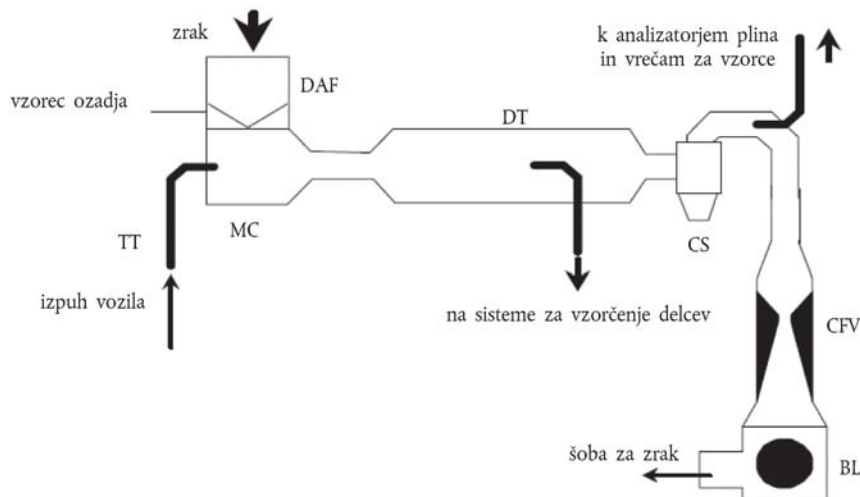 zrak
k analizatorjem plina
in vrečam za vzorce
DAF
vzorec ozadja
DT
MC
TT
CS
izpuh vozila
na sisteme za vzorčenje delcev
CFV
šoba za zrak
BL